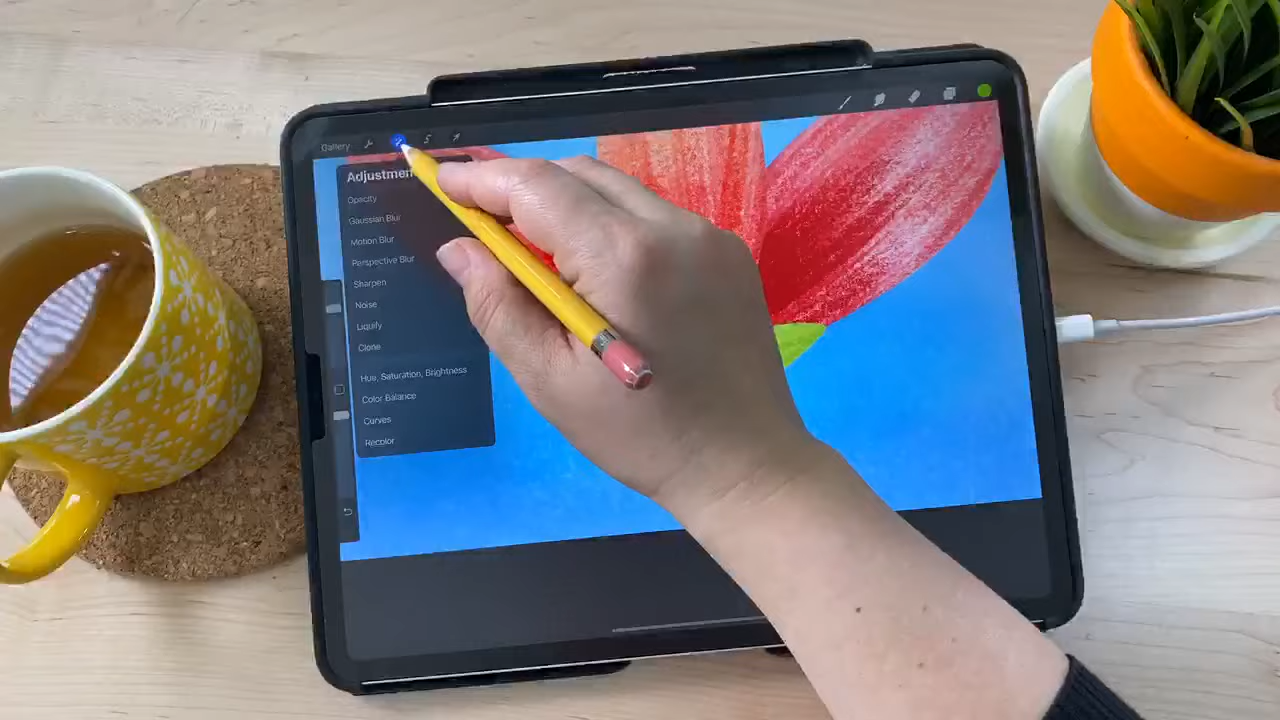 Gallery
Adjustmen
Opacity
Gaussian Blur
Motion Blur
Perspective Blur
Sharpen
Noise
Liquify
Clone
Hue, Saturation, Brightness
Color Balance
Curves
Recolor